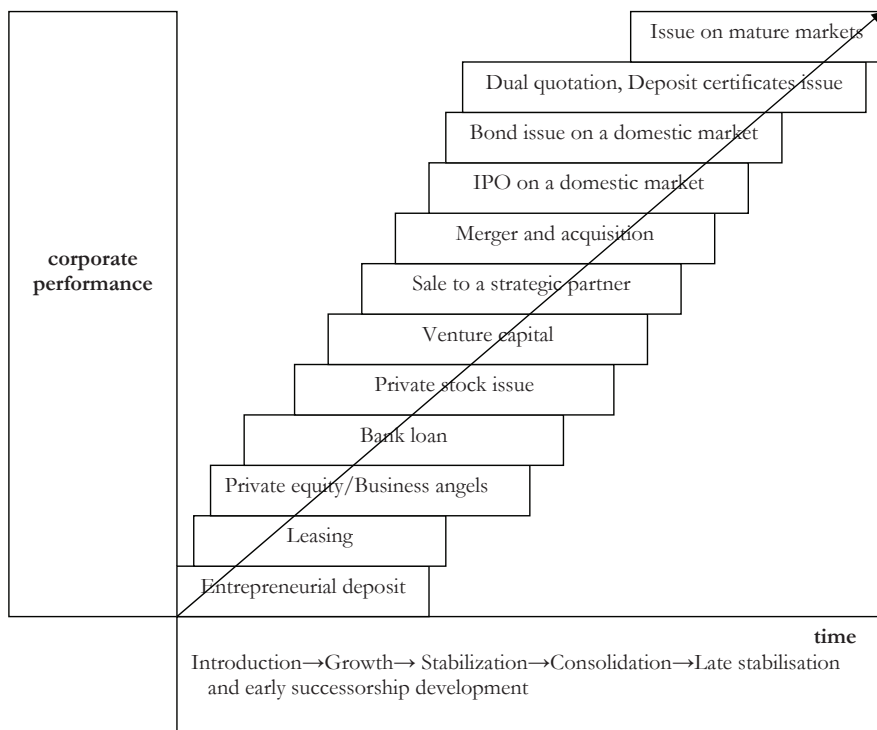 Issue on mature markets
Dual quotation, Deposit certificates issue
Bond issue on a domestic market
IPO on a domestic market
Merger and acquisition
corporate
performance
Sale to a strategic partner
Venture capital
Private stock issue
Bank loan
Private equity/Business angels
Leasing
Entrepreneurial deposit
time
Introduction→Growth→ Stabilization→Consolidation→Late stabilisation
and early successorship development